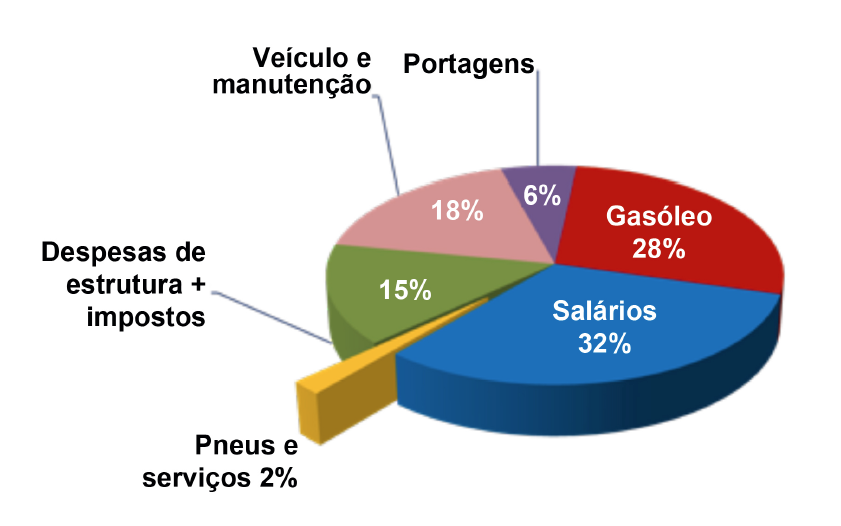 Veículo e
manutenção
Portagens
6%
18%
Gasóleo
28%
Despesas de
estrutura +
impostos
15%
Salários
32%
Pneus e
serviços 2%